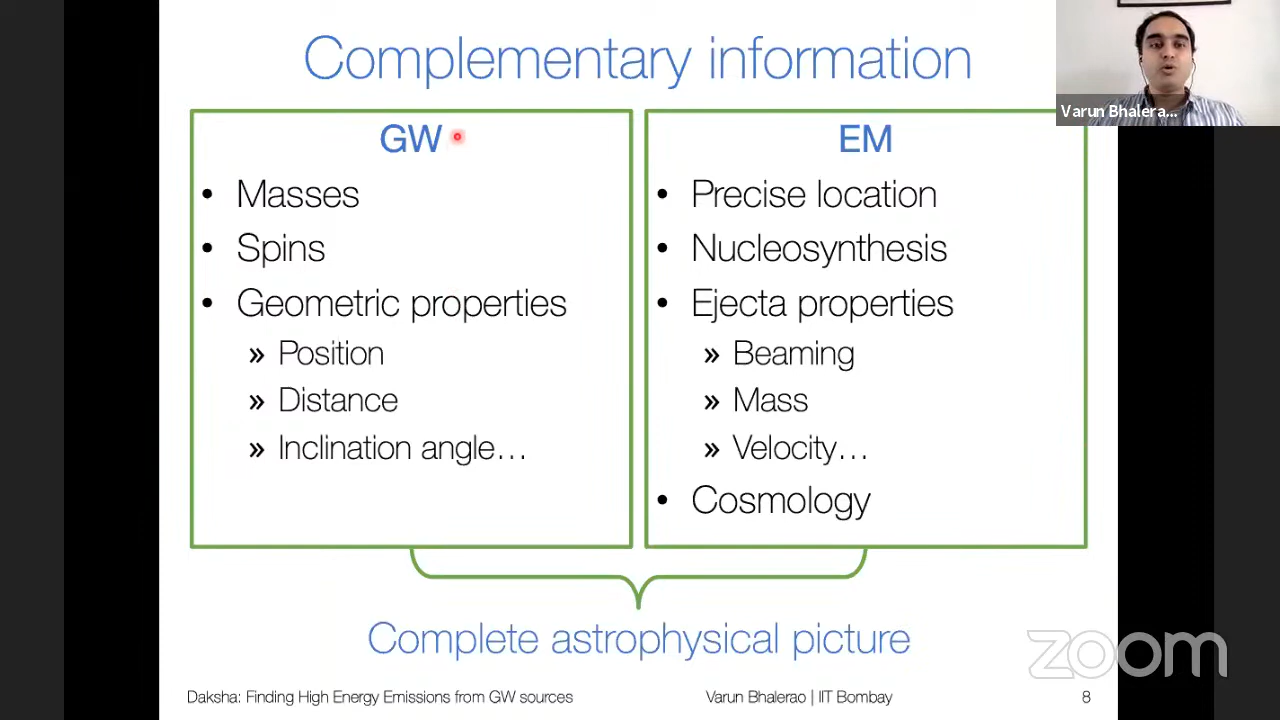 Complementary information
Varun Bhalera...
GW
• Masses
• Spins
• Geometric properties
» Position
» Distance
» Inclination angle…
EM
• Precise location
• Nucleosynthesis
• Ejecta properties
» Beaming
» Mass
» Velocity…
• Cosmology
Complete astrophysical picture
zoom
Daksha: Finding High Energy Emissions from GW sources
Varun Bhalerao | IIT Bombay
8